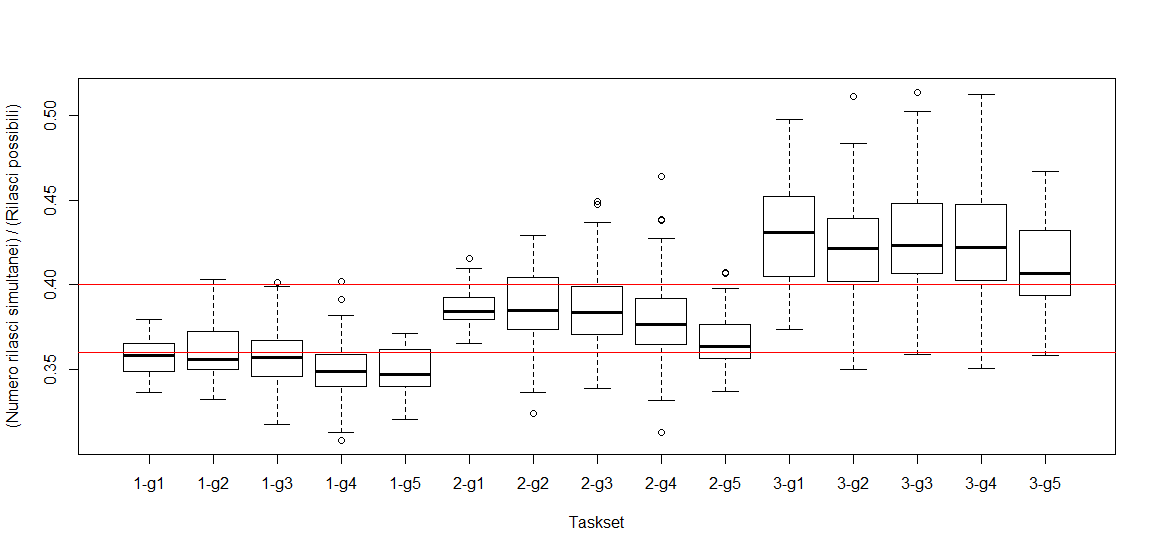 (Numero rilasci simultanei) / (Rilasci possibili)
0.50
0.45
0.40
0.35
1-g1 1-g2 1-g3 1-g4 1-g5 2-g1 2-g2 2-g3 2-g4 2-g5 3-g1 3-g2 3-g3 3-g4 3-g5
Taskset